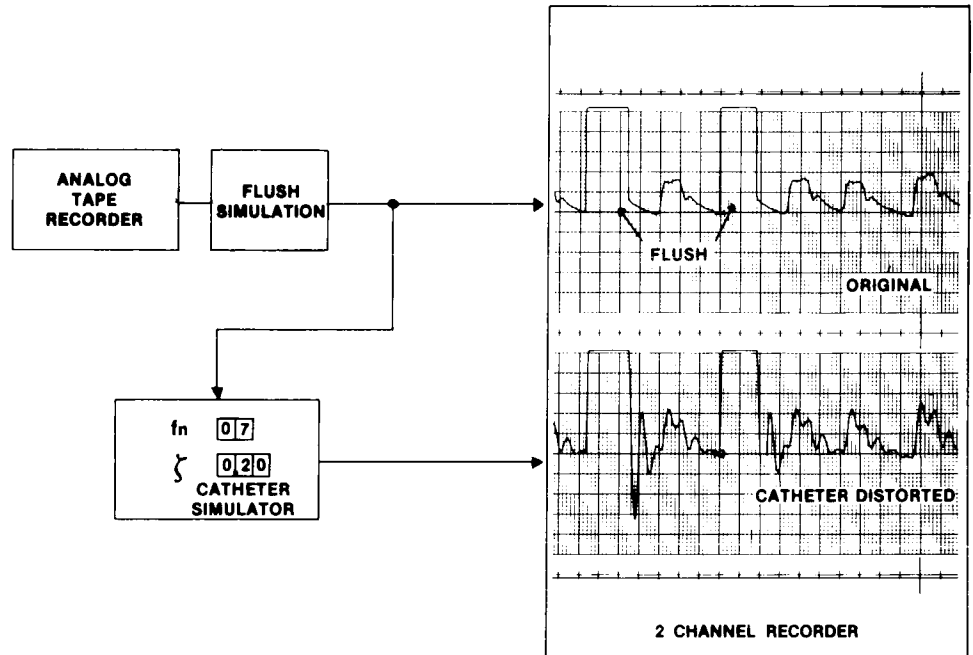 ANALOG
TAPE
RECORDER
FLUSH
SIMULATION
FLUSH
ORIGINAL
fn 07
ζ 020
CATHETER
SIMULATOR
CATHETER DISTORTED
2 CHANNEL RECORDER